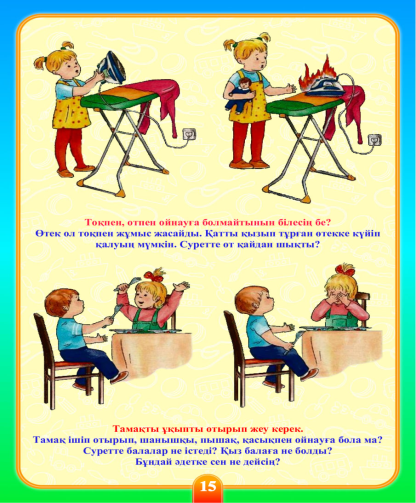 Тоқпен, отпен ойнауға болмайтынын білесің бе?
Өтек ол тоқпен жұмыс жасайды. Қатты қызып тұрған өтекке күйіп
қалуың мүмкін. Суретте от қайдан шықты?
Тамақты ұқыпты отырып жеу керек.
Тамақ ішіп отырып, шанышқы, пышақ, қасықпен ойнауға бола ма?
Суретте балалар не істеді? Қыз балаға не болды?
Бұндай әдетке сен не дейсің?
15